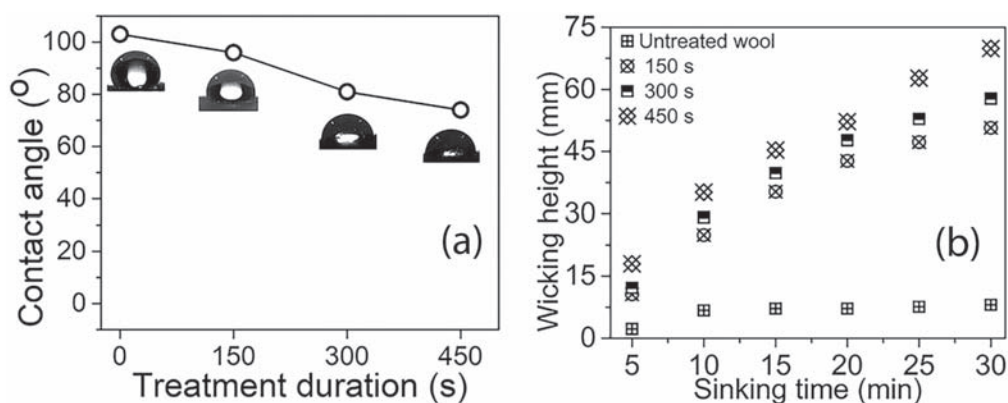 Contact angle (°)
100
80
60
40
20
0
(a)
0 150 300 450
Treatment duration (s)
Wicking height (mm)
75
60
45
30
15
0
Untreated wool
150 s
300 s
450 s
(b)
5 10 15 20 25 30
Sinking time (min)